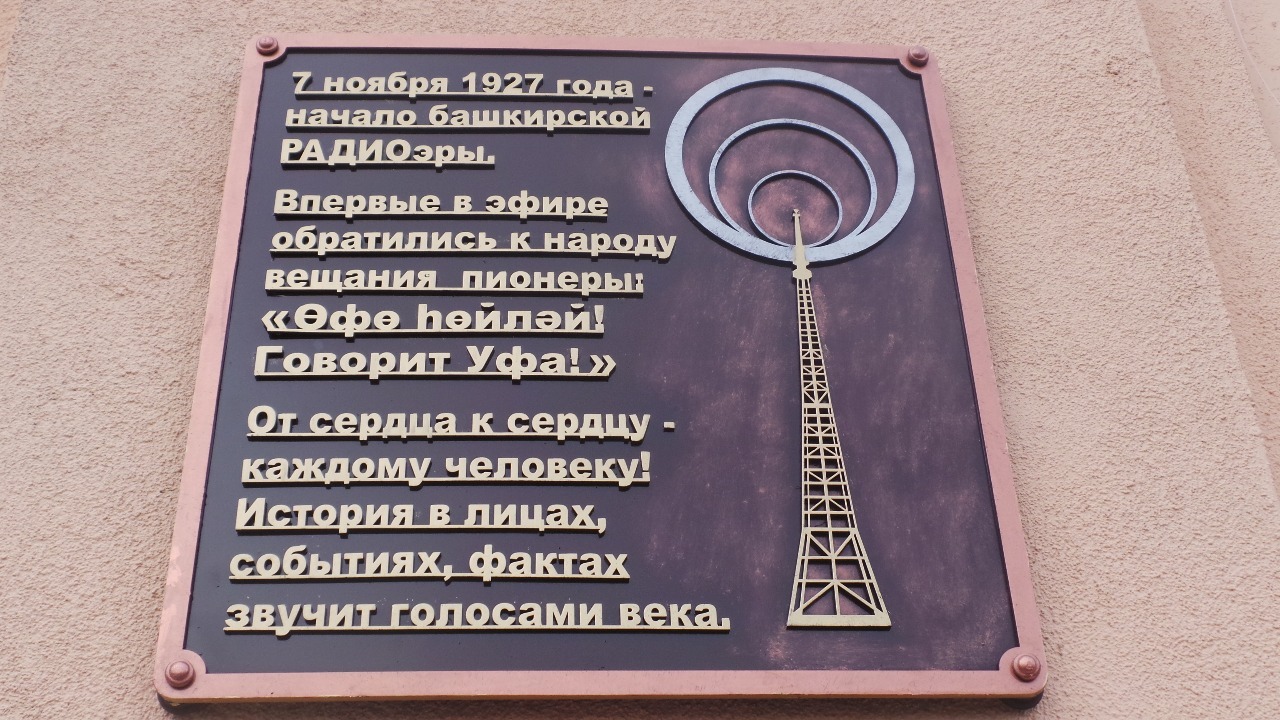 7 ноября 1927 года -
начало башкирской
РАДИОэры.
Впервые в эфире
обратились к народу
вещания пионеры:
«Өфө һөйләй!
Говорит Уфа!»
От сердца к сердцу -
каждому человеку!
История в лицах,
событиях, фактах
звучит голосами века.